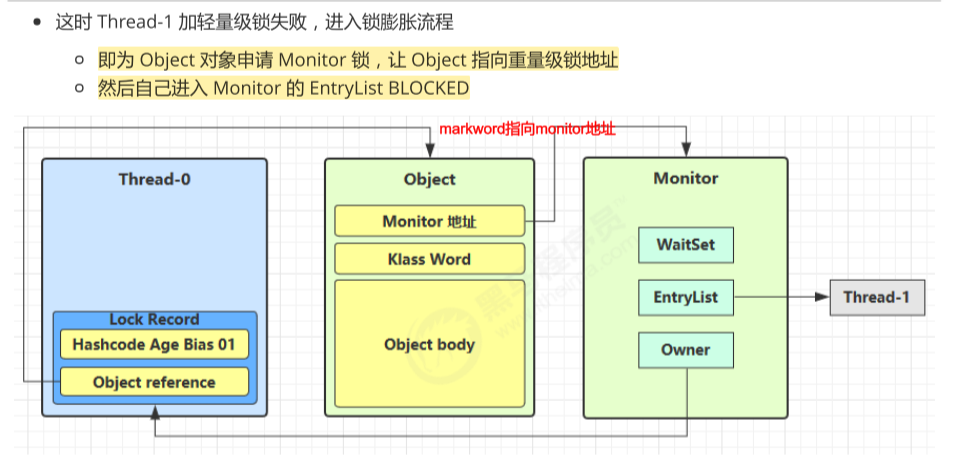 这时 Thread-1 加轻量级锁失败，进入锁膨胀流程
即为 Object 对象申请 Monitor 锁，让 Object 指向重量级锁地址
然后自己进入 Monitor 的 EntryList BLOCKED
markword指向monitor地址
Thread-0
Object
Monitor
Monitor 地址
WaitSet
Klass Word
EntryList
Thread-1
Lock Record
Hashcode Age Bias 01
Object body
Owner
Object reference